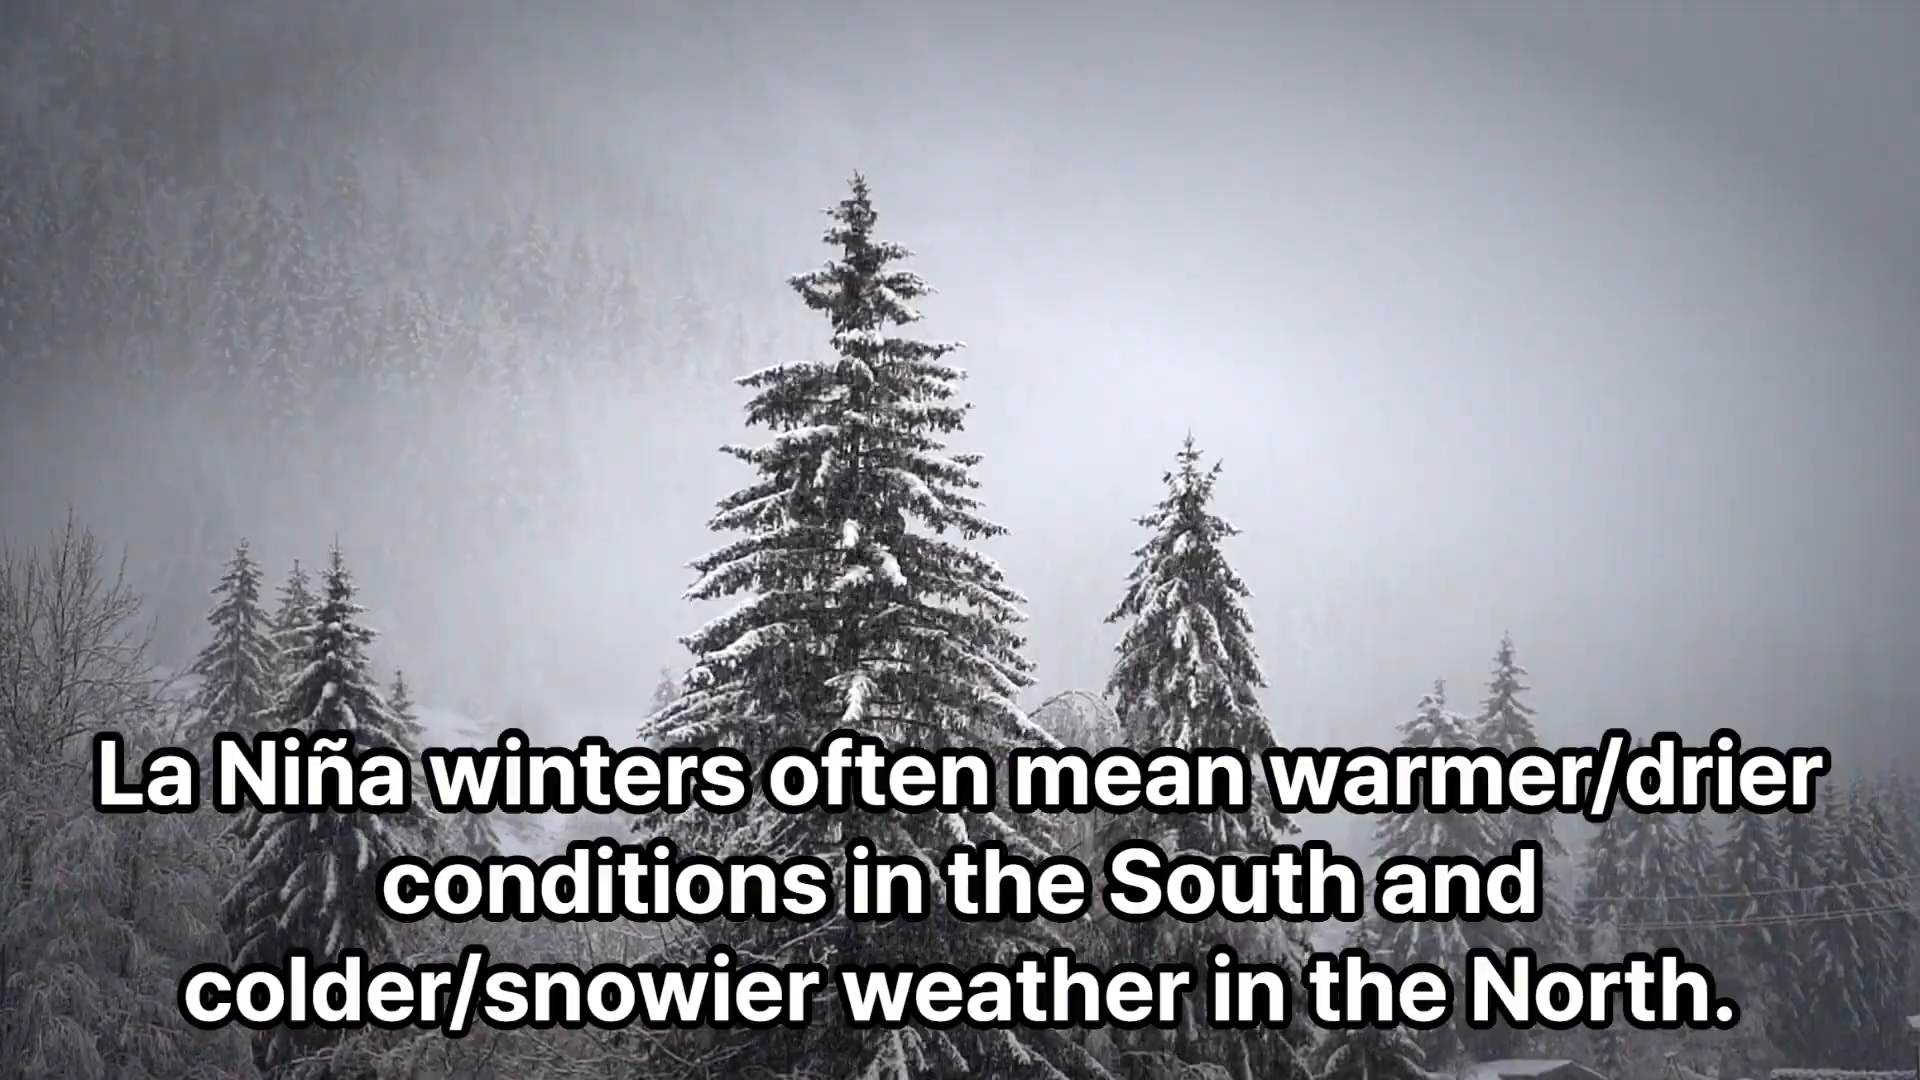 La Niña winters often mean warmer/drier
conditions in the South and
colder/snowier weather in the North.